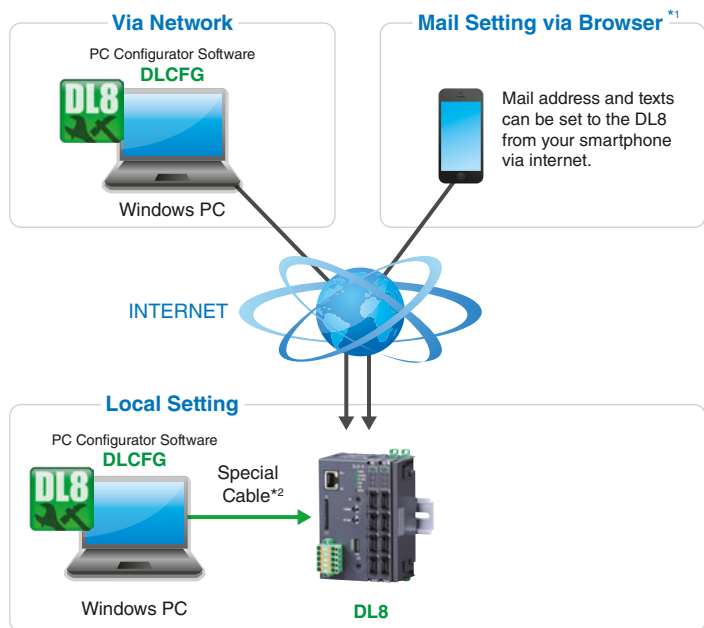 Via Network
PC Configurator Software
DLCFG
DL8
Windows PC
Mail Setting via Browser *1
Mail address and texts
can be set to the DL8
from your smartphone
via internet.
INTERNET
Local Setting
PC Configurator Software
DLCFG
DL8
Windows PC
Special
Cable*2
DL8